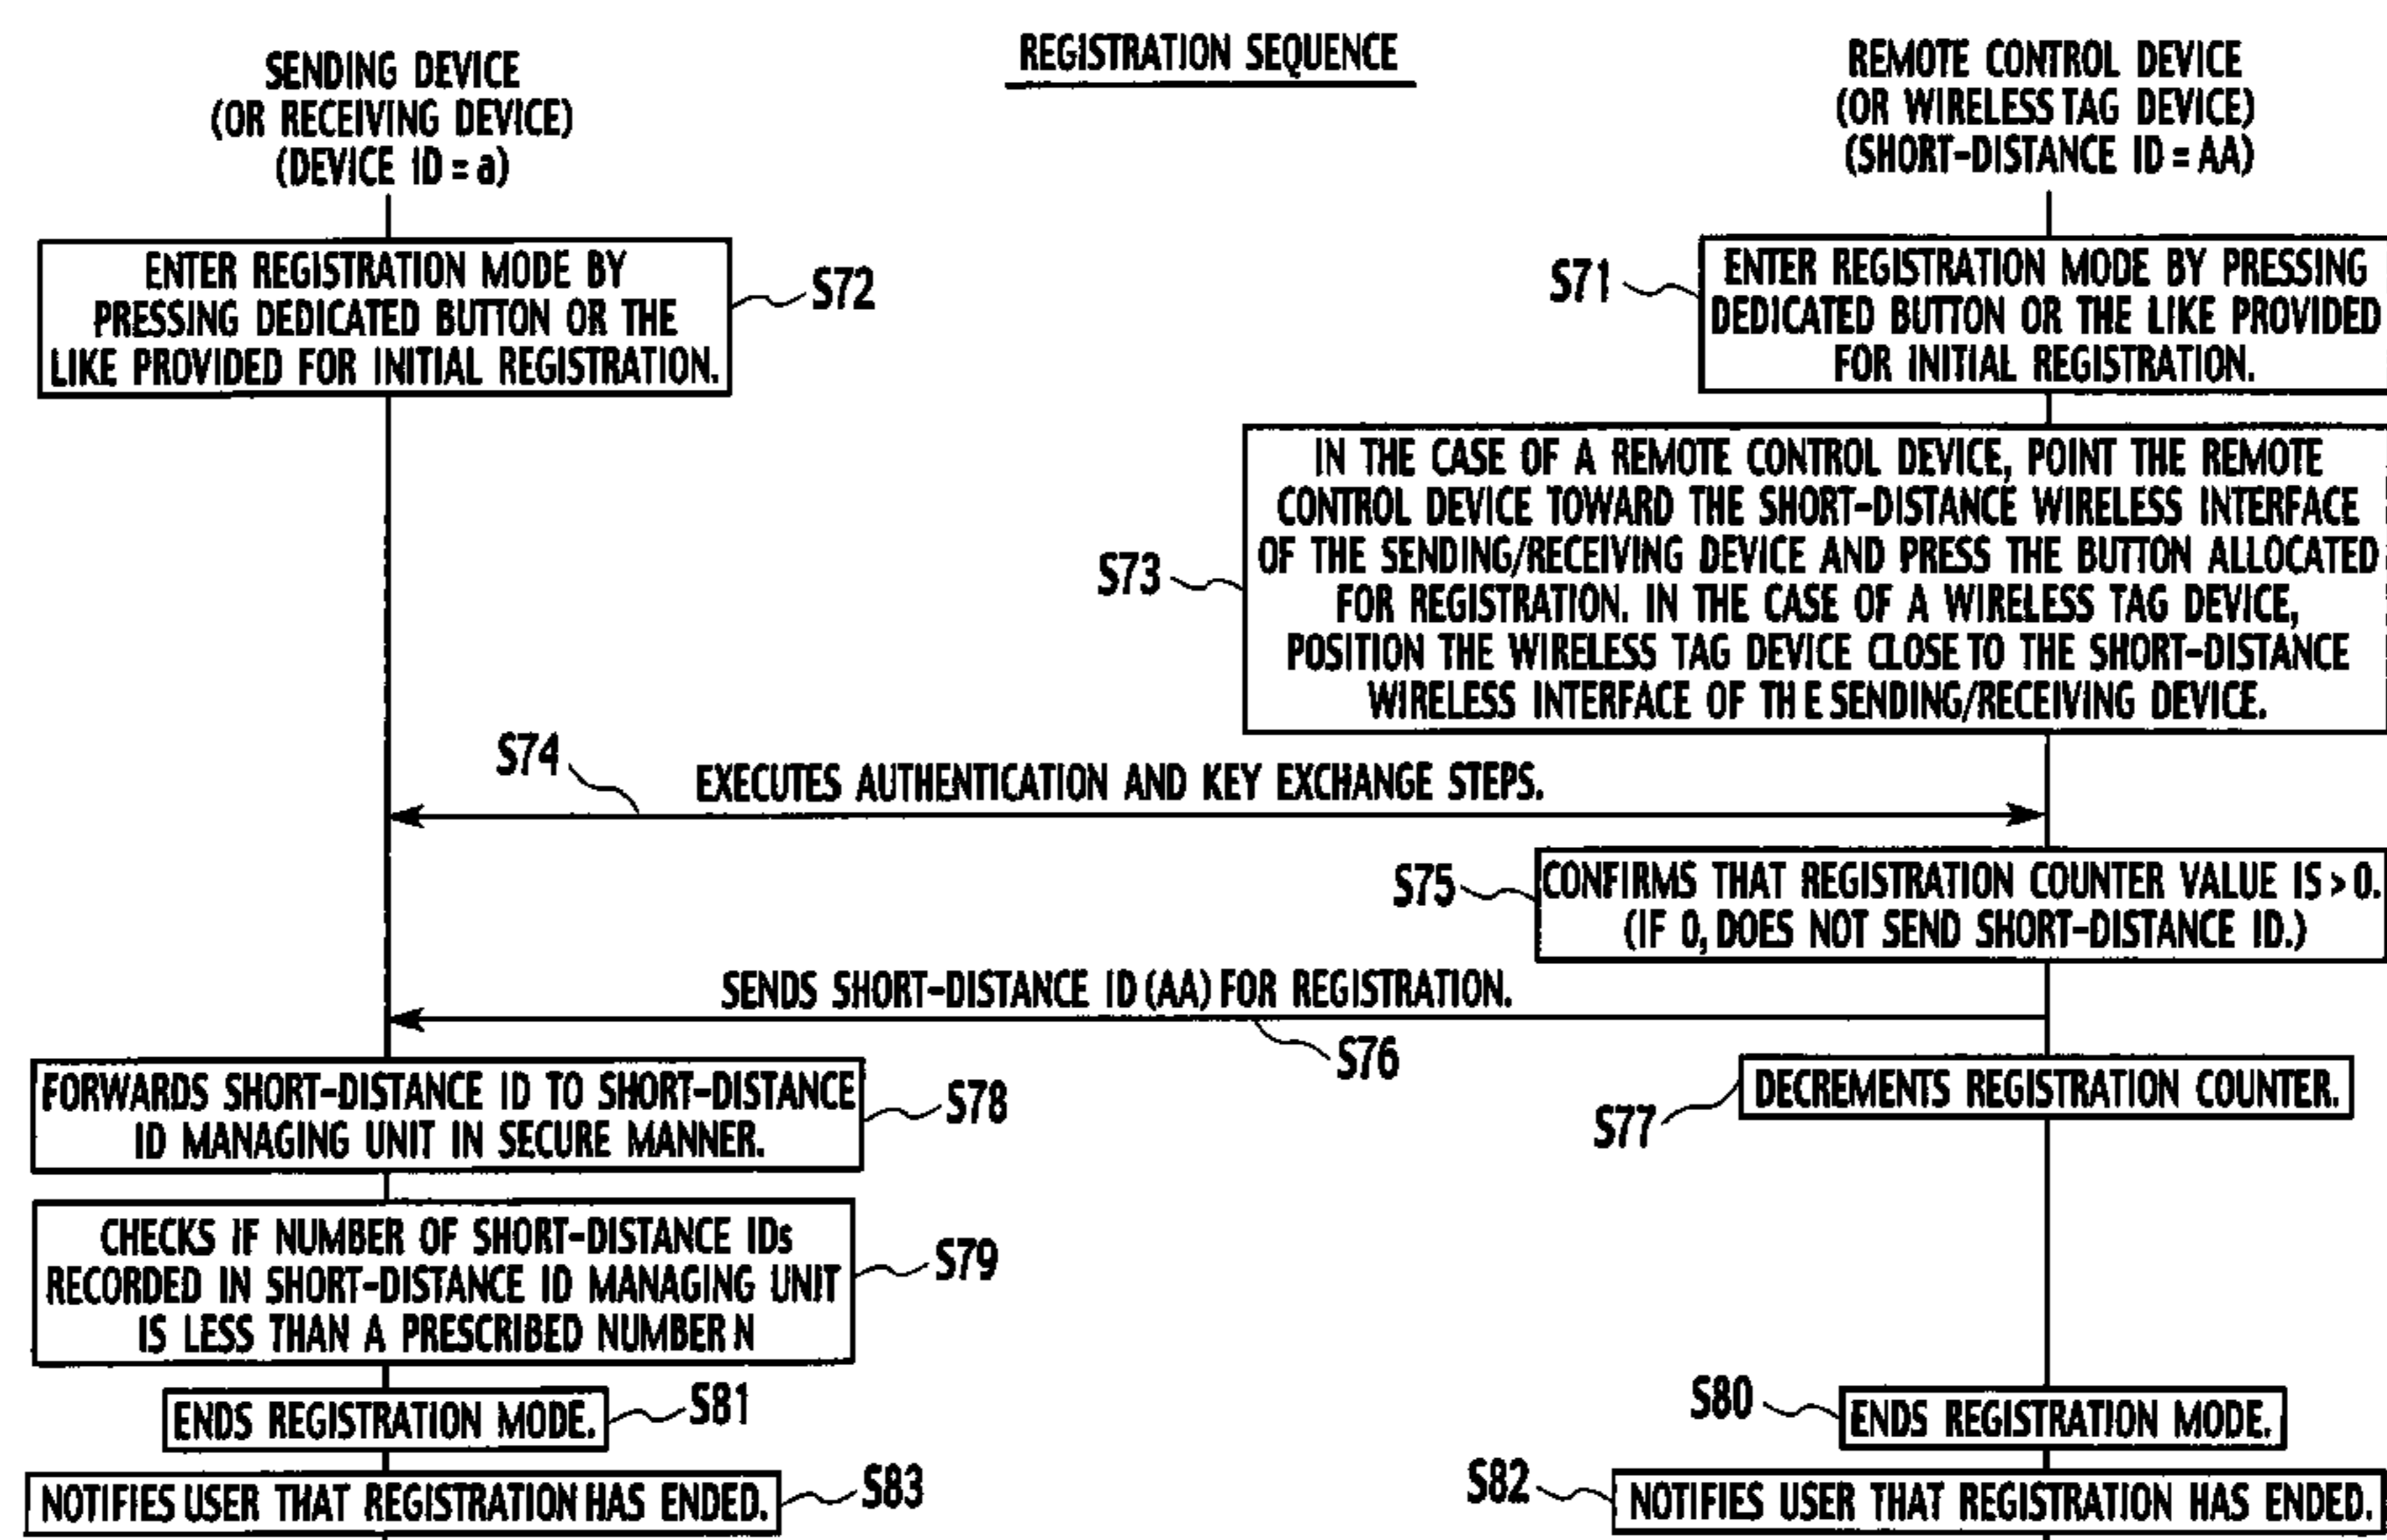 REGISTRATION SEQUENCE
SENDING DEVICE
(OR RECEIVING DEVICE)
(DEVICE ID = a)
REMOTE CONTROL DEVICE
(OR WIRELESS TAG DEVICE)
(SHORT-DISTANCE ID = AA)
ENTER REGISTRATION MODE BY
PRESSING DEDICATED BUTTON OR THE
LIKE PROVIDED FOR INITIAL REGISTRATION.
S72
S71
ENTER REGISTRATION MODE BY PRESSING
DEDICATED BUTTON OR THE LIKE PROVIDED
FOR INITIAL REGISTRATION.
S73
IN THE CASE OF A REMOTE CONTROL DEVICE, POINT THE REMOTE
CONTROL DEVICE TOWARD THE SHORT-DISTANCE WIRELESS INTERFACE
OF THE SENDING/RECEIVING DEVICE AND PRESS THE BUTTON ALLOCATED
FOR REGISTRATION. IN THE CASE OF A WIRELESS TAG DEVICE,
POSITION THE WIRELESS TAG DEVICE CLOSE TO THE SHORT-DISTANCE
WIRELESS INTERFACE OF THE SENDING/RECEIVING DEVICE.
S74
EXECUTES AUTHENTICATION AND KEY EXCHANGE STEPS.
S75
CONFIRMS THAT REGISTRATION COUNTER VALUE IS > 0.
(IF 0, DOES NOT SEND SHORT-DISTANCE ID.)
SENDS SHORT-DISTANCE ID (AA) FOR REGISTRATION.
S76
FORWARDS SHORT-DISTANCE ID TO SHORT-DISTANCE
ID MANAGING UNIT IN SECURE MANNER.
S78
S77
DECREMENTS REGISTRATION COUNTER.
CHECKS IF NUMBER OF SHORT-DISTANCE IDs
RECORDED IN SHORT-DISTANCE ID MANAGING UNIT
IS LESS THAN A PRESCRIBED NUMBER N
S79
ENDS REGISTRATION MODE.
S81
S80
ENDS REGISTRATION MODE.
NOTIFIES USER THAT REGISTRATION HAS ENDED.
S83
S82
NOTIFIES USER THAT REGISTRATION HAS ENDED.